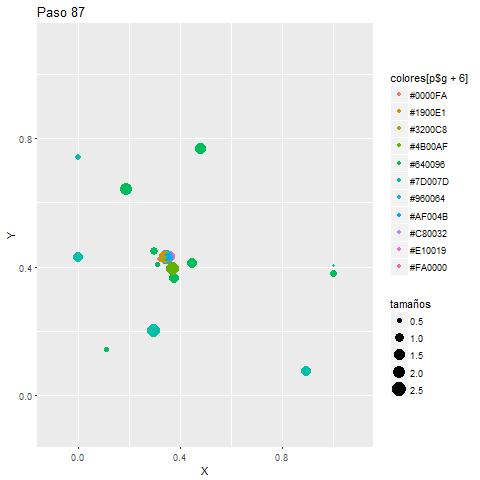 Paso 87
colores[p$g + 6]
#0000FA
#1900E1
#3200C8
#4B00AF
#640096
#7D007D
#960064
#AF004B
#C80032
#E10019
#FA0000
tamaños
0.5
1.0
1.5
2.0
2.5
Y
0.8
0.4
0.0
0.0 0.4 0.8
X